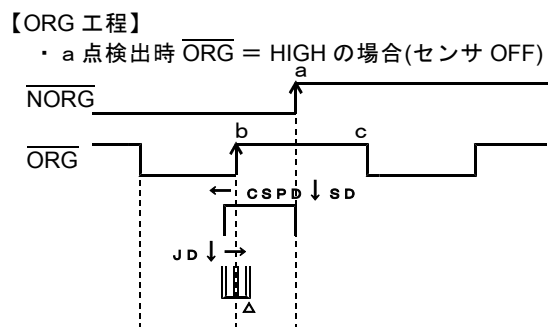 【ORG 工程】
・ａ点検出時 ORG = HIGH の場合(センサ OFF)
a
NORG
b
c
ORG
← CSPD ↓ SD
JD ↓ →
△